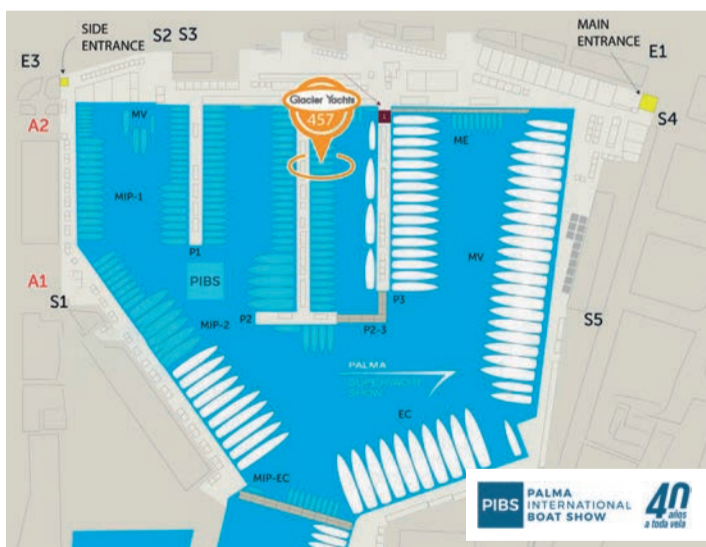 SIDE
ENTRANCE
S2
S3
MAIN
ENTRANCE
E1
E3
S4
A2
MV
Glacier Yachts
457
ME
MIP-1
P1
A1
S1
PIBS
MV
P3
MIP-2
P2
P2-3
S5
PALMA
SUPERYACHT
SHOW
EC
MIP-EC
PIBS
PALMA
INTERNATIONAL
BOAT SHOW
40
años
a toda vela